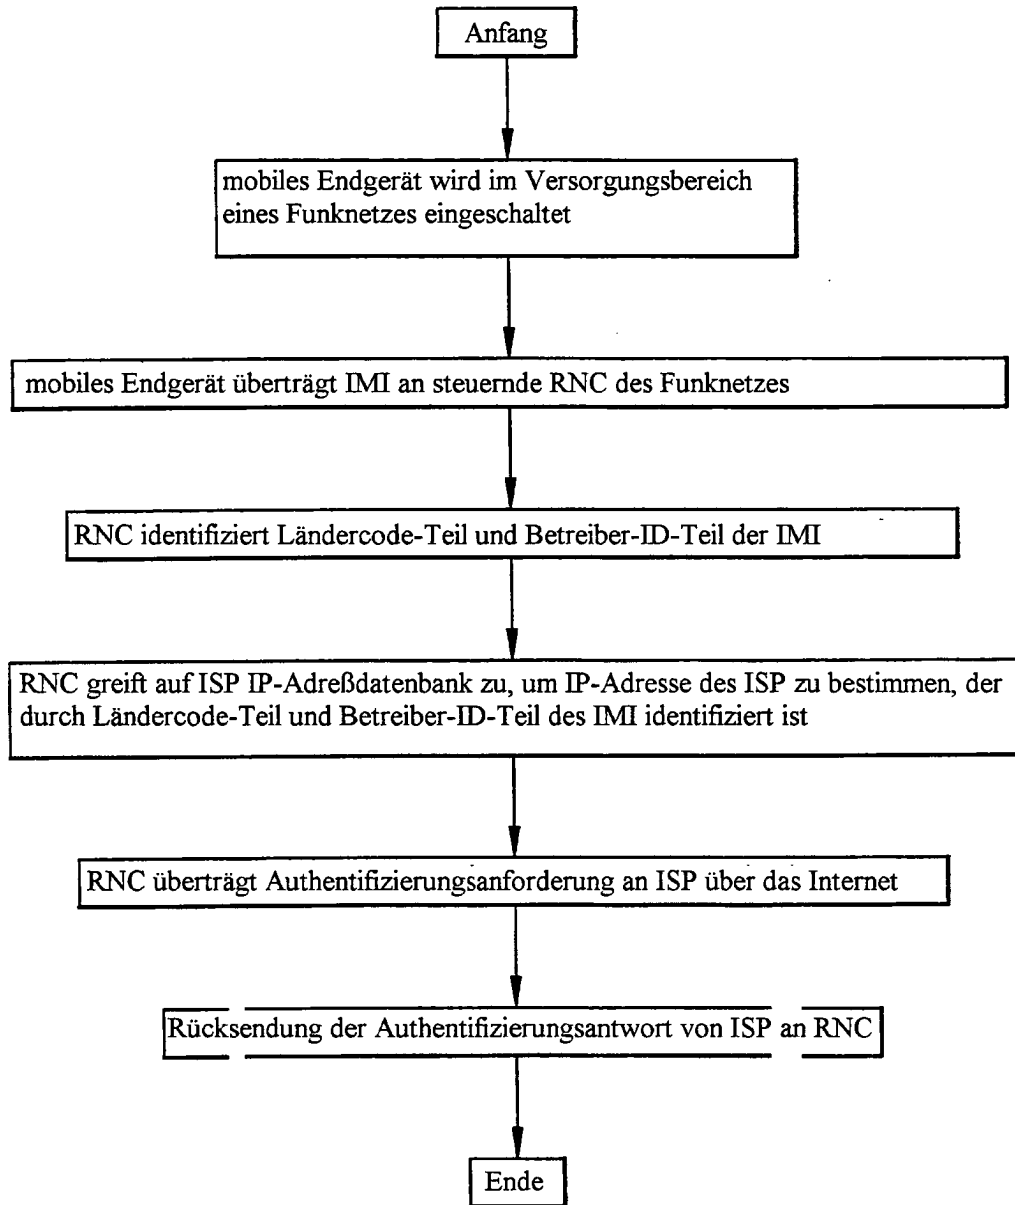 Anfang
mobiles Endgerät wird im Versorgungsbereich
eines Funknetzes eingeschaltet
mobiles Endgerät überträgt IMI an steuernde RNC des Funknetzes
RNC identifiziert Ländercode-Teil und Betreiber-ID-Teil der IMI
RNC greift auf ISP IP-Adreßdatenbank zu, um IP-Adresse des ISP zu bestimmen, der
durch Ländercode-Teil und Betreiber-ID-Teil des IMI identifiziert ist
RNC überträgt Authentifizierungsanforderung an ISP über das Internet
Rücksendung der Authentifizierungsantwort von ISP an RNC
Ende